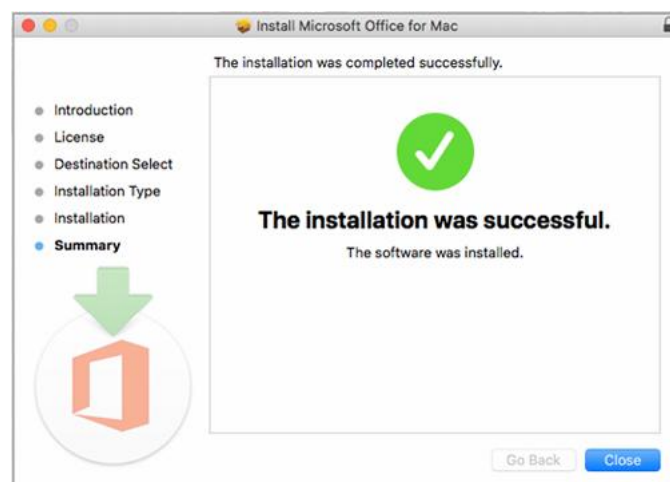 Install Microsoft Office for Mac
The installation was completed successfully.
Introduction
License
Destination Select
Installation Type
Installation
Summary
The installation was successful.
The software was installed.
Go Back
Close